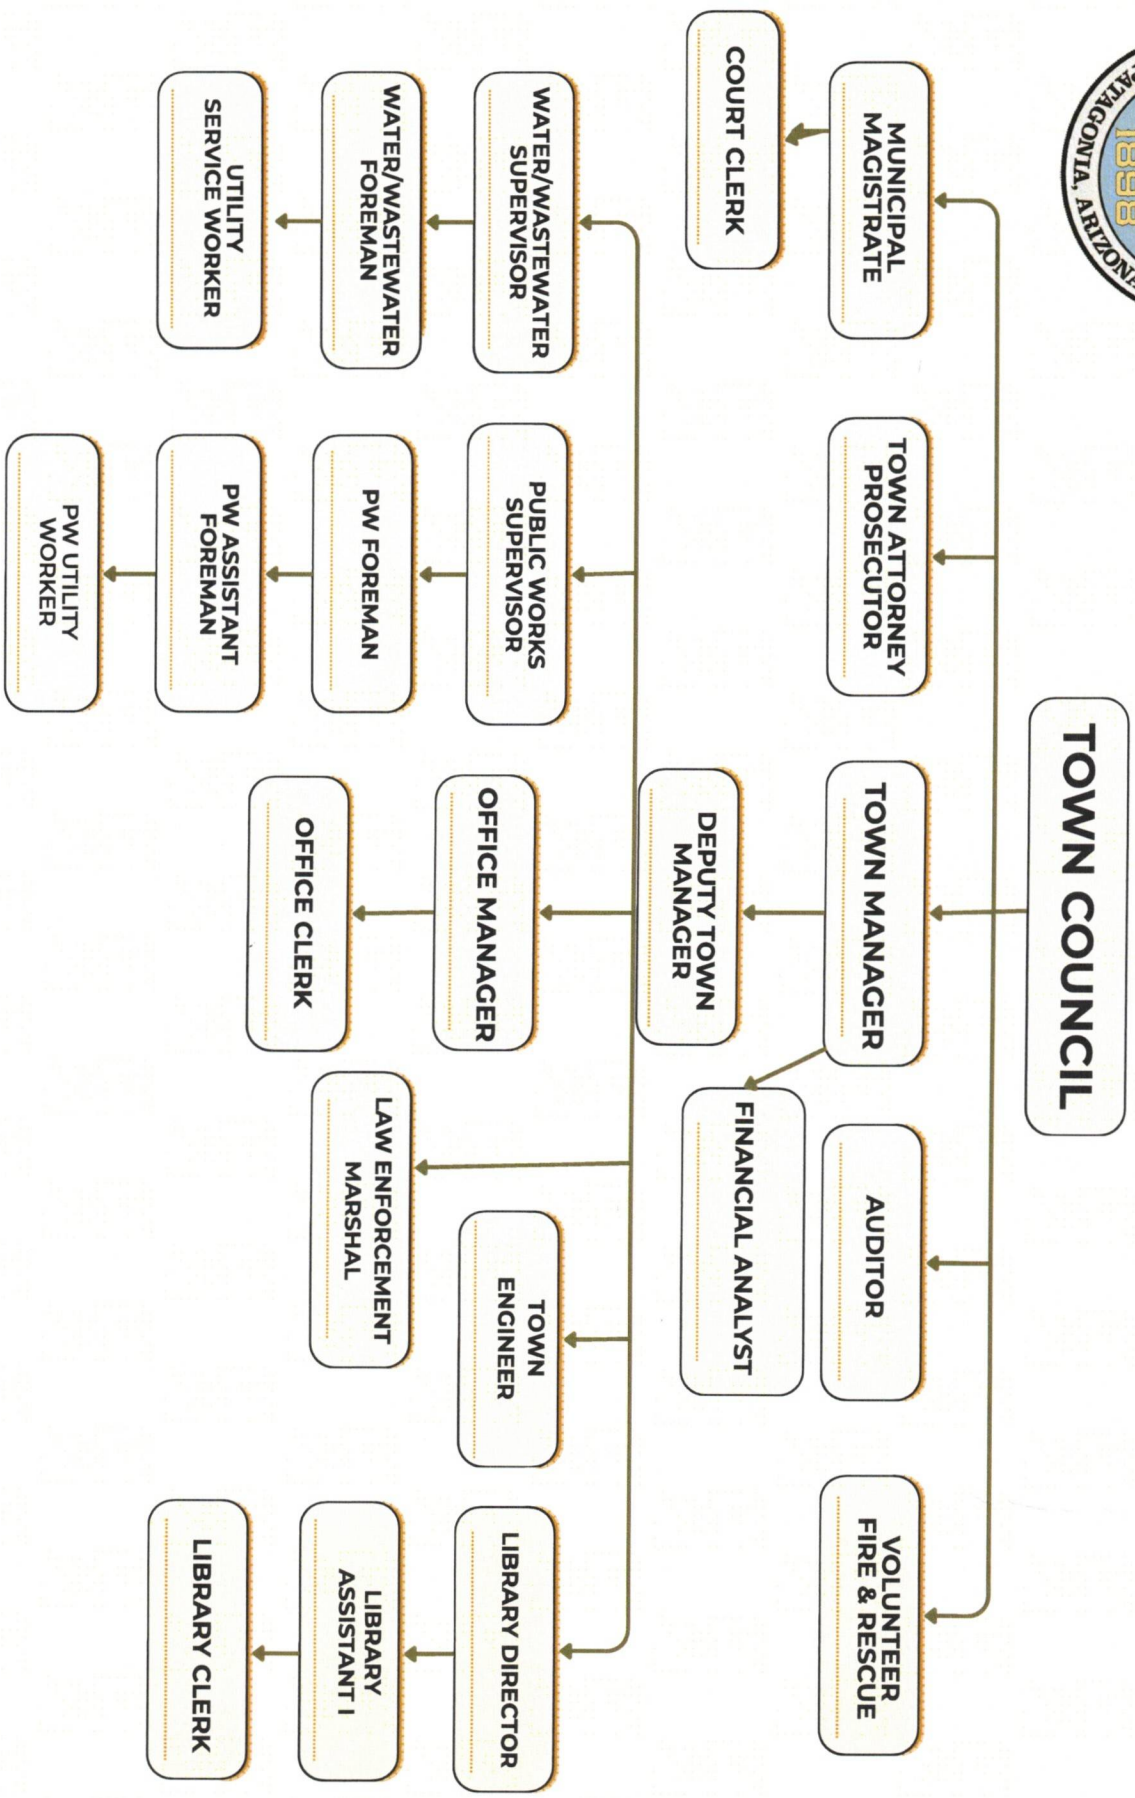 PATAGONIA, ARIZONA
1898
TOWN COUNCIL
MUNICIPAL
MAGISTRATE
TOWN ATTORNEY
PROSECUTOR
TOWN MANAGER
AUDITOR
VOLUNTEER
FIRE & RESCUE
COURT CLERK
DEPUTY TOWN
MANAGER
FINANCIAL ANALYST
WATER/WASTEWATER
SUPERVISOR
PUBLIC WORKS
SUPERVISOR
OFFICE MANAGER
TOWN
ENGINEER
LIBRARY DIRECTOR
WATER/WASTEWATER
FOREMAN
PW FOREMAN
OFFICE CLERK
LAW ENFORCEMENT
MARSHAL
LIBRARY
ASSISTANT I
UTILITY
SERVICE WORKER
PW ASSISTANT
FOREMAN
LIBRARY CLERK
PW UTILITY
WORKER